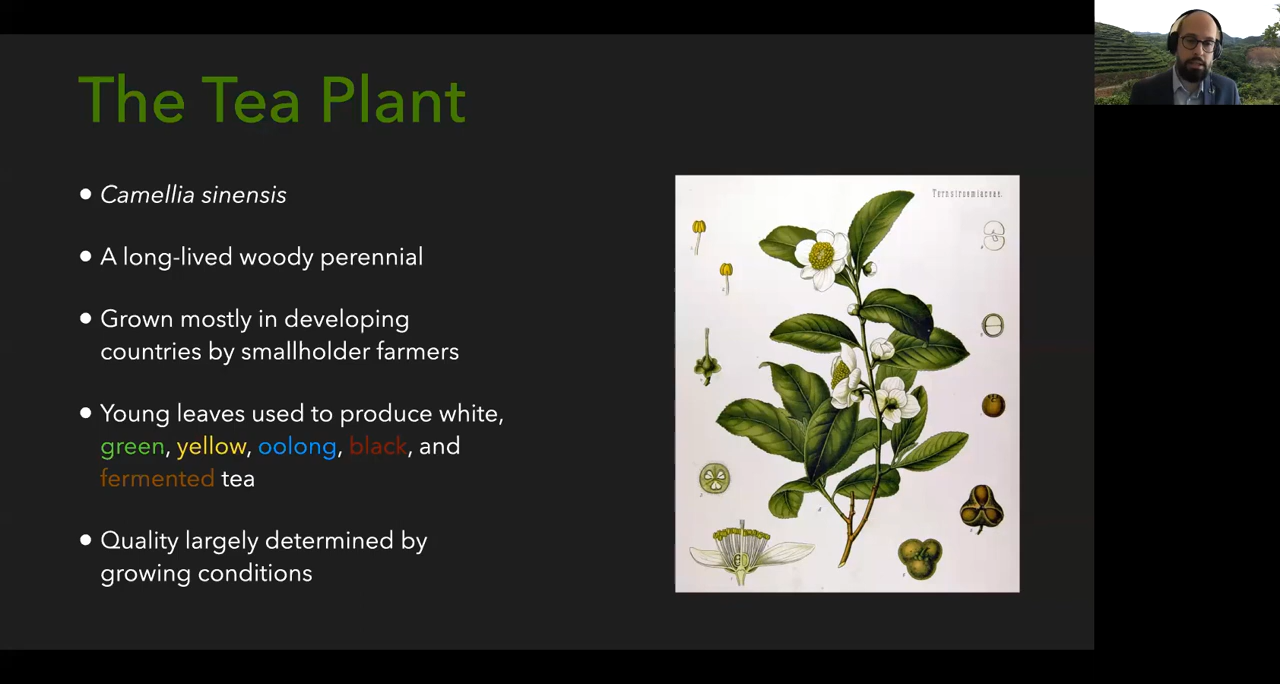 The Tea Plant
• Camellia sinensis
• A long-lived woody perennial
• Grown mostly in developing
countries by smallholder farmers
• Young leaves used to produce white,
green, yellow, oolong, black, and
fermented tea
• Quality largely determined by
growing conditions
Ternstroemiaceae.